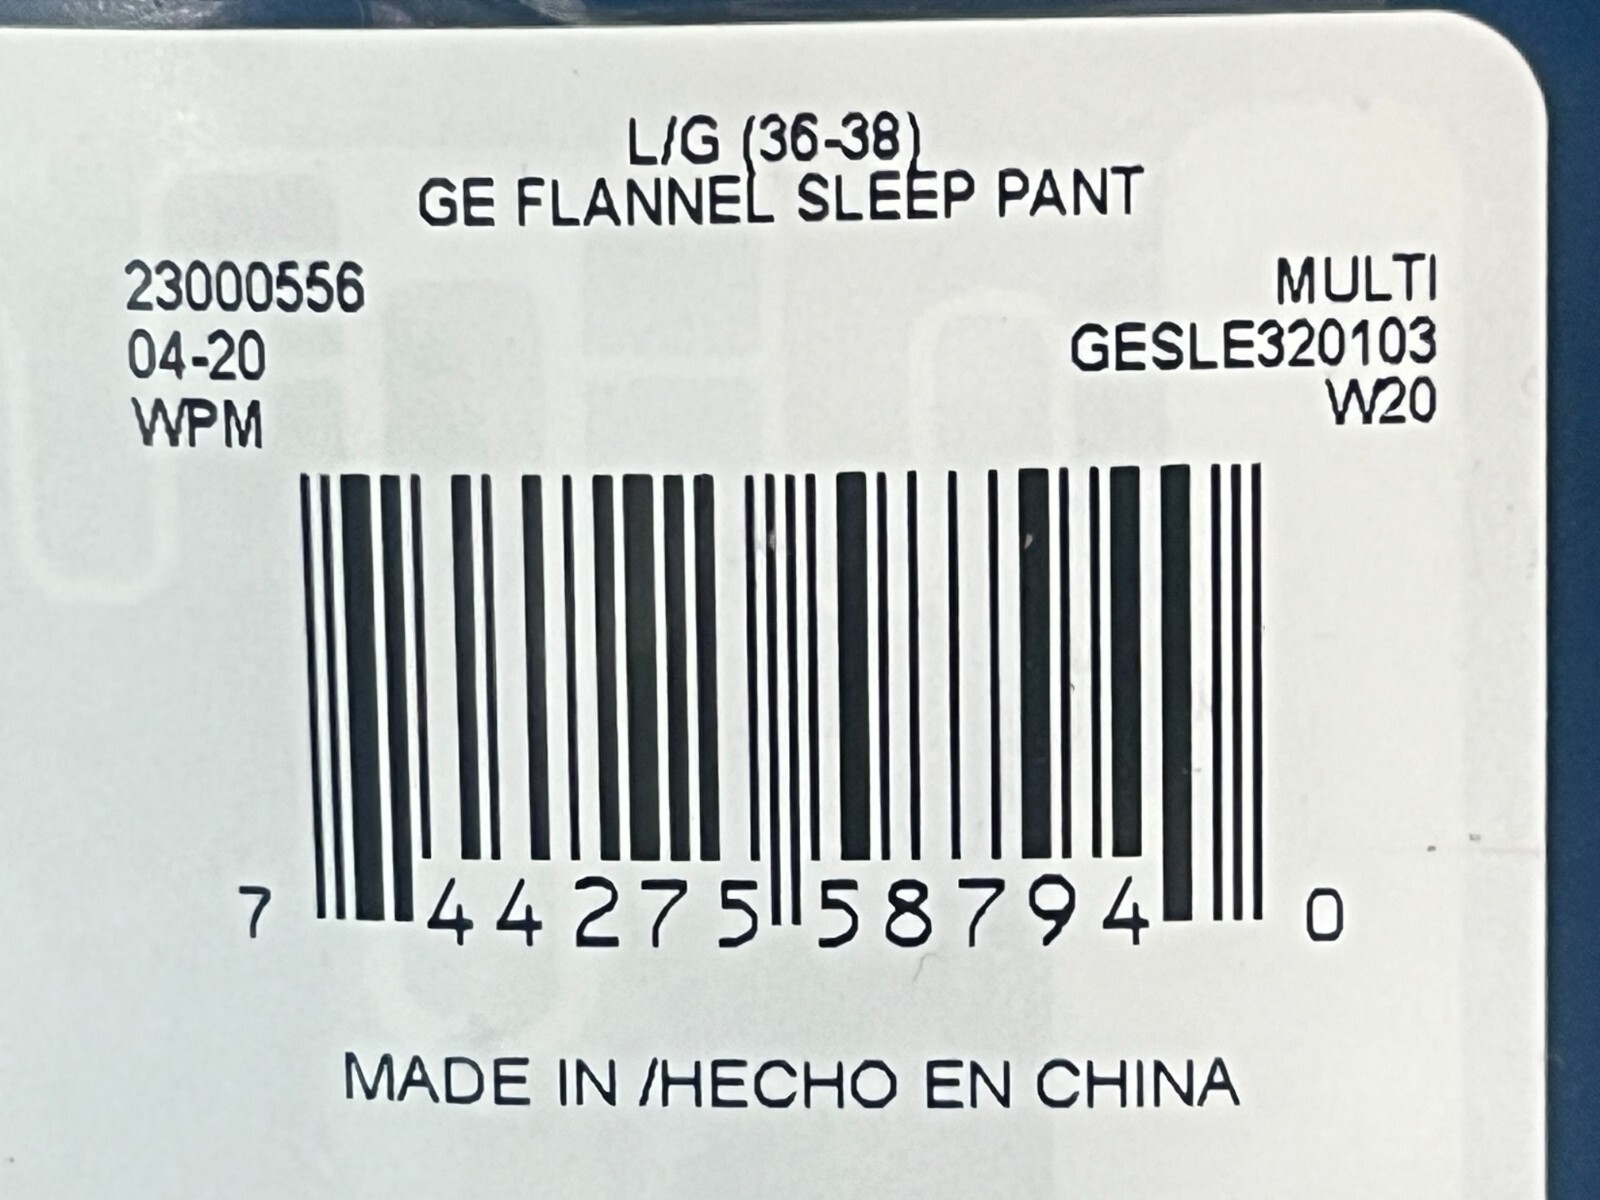 L/G (36-38)
GE FLANNEL SLEEP PANT
23000556
04-20
WPM
MULTI
GESLE320103
W20
7 44275 58794 0
MADE IN /HECHO EN CHINA